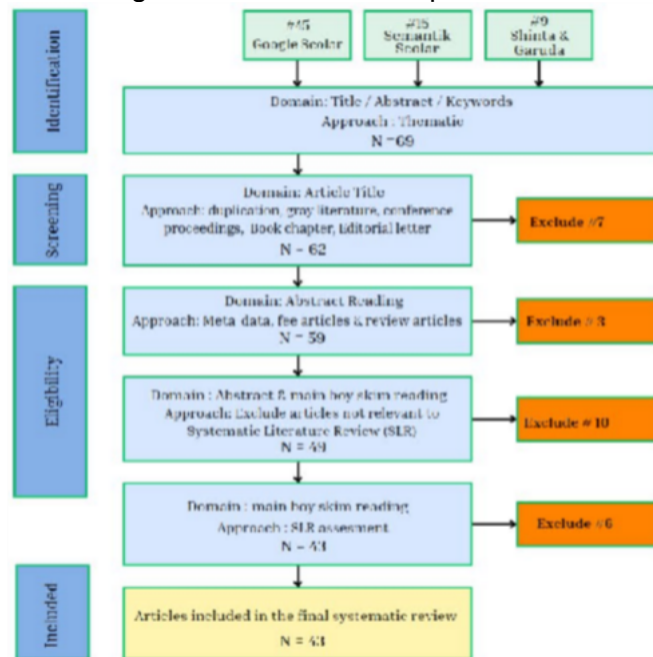 Identification
#45
Google Scolar
#15
Semantik
Scolar
#9
Shinta &
Garuda
Domain: Title / Abstract / Keywords
Approach : Thematic
N =69
Screening
Domain: Article Title
Approach: duplication, gray literature, conference
proceedings, Book chapter, Editorial letter
N = 62
Exclude #7
Eligibility
Domain: Abstract Reading
Approach: Meta-data, fee articles & review articles
N = 59
Exclude #3
Domain : Abstract & main boy skim reading
Approach: Exclude articles not relevant to
Systematic Literature Review (SLR)
N = 49
Exclude #10
Domain : main boy skim reading
Approach : SLR assesment
N = 43
Exclude #6
Included
Articles included in the final systematic review
N = 43